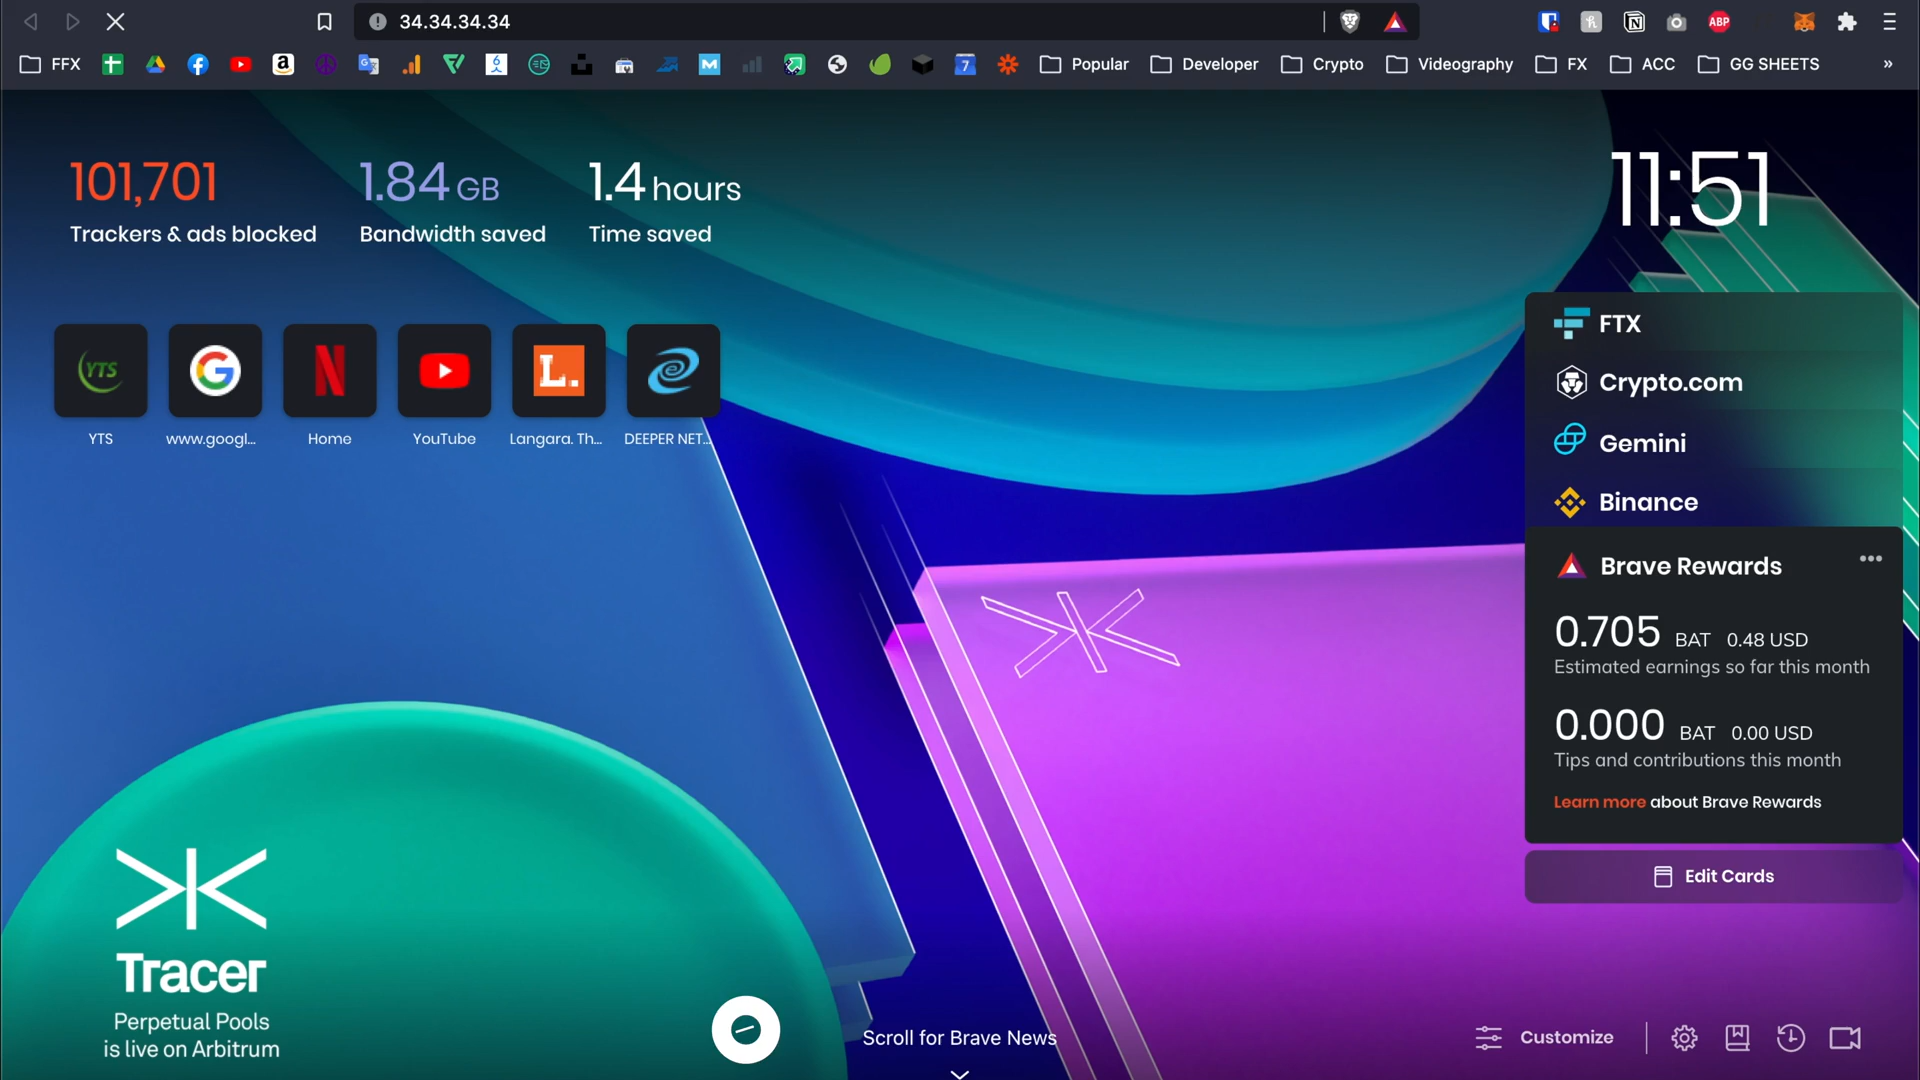 34.34.34.34
ABP
FFX
6
7
Popular
Developer
Crypto
Videography
FX
ACC
GG SHEETS
»
101,701
Trackers & ads blocked
1.84 GB
Bandwidth saved
1.4 hours
Time saved
11:51
YTS
L.
YTS
www.googl...
Home
YouTube
Langara. Th...
DEEPER NET...
FTX
Crypto.com
Gemini
Binance
Brave Rewards
0.705 BAT 0.48 USD
Estimated earnings so far this month
0.000 BAT 0.00 USD
Tips and contributions this month
Learn more about Brave Rewards
Edit Cards
Tracer
Perpetual Pools
is live on Arbitrum
Scroll for Brave News
Customize